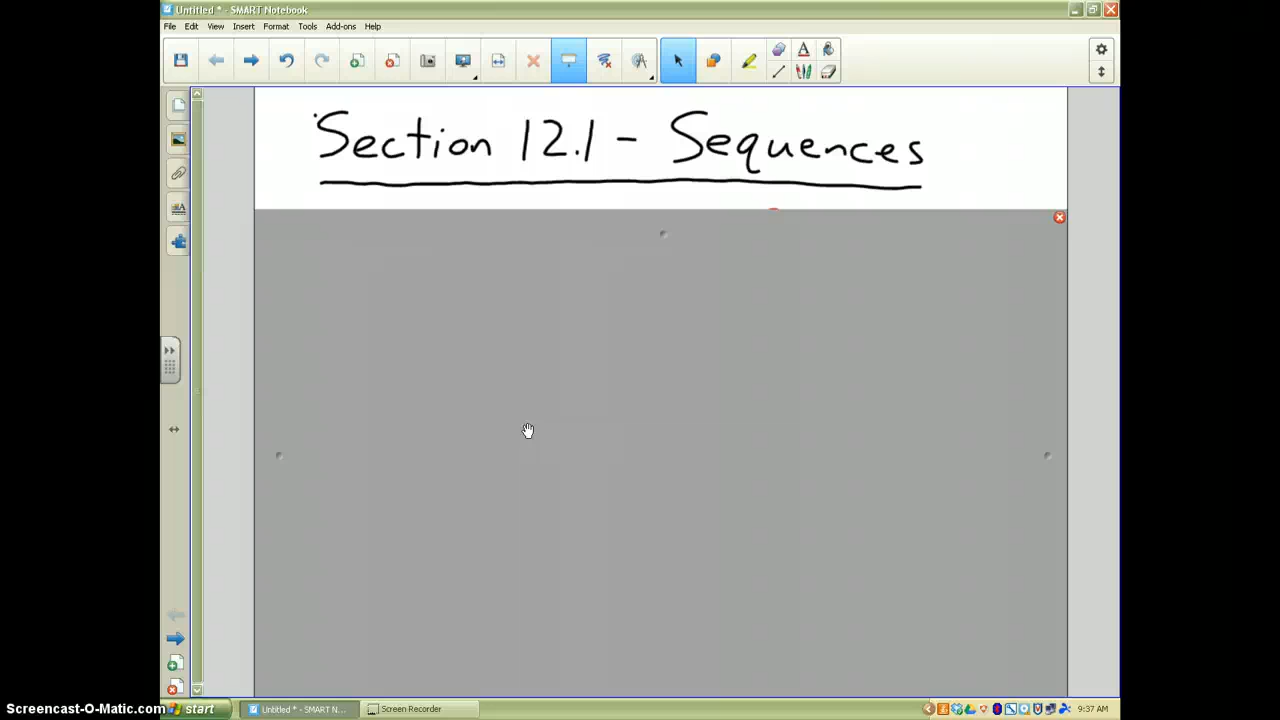 Untitled * - SMART Notebook
File Edit View Insert Format Tools Add-ons Help
Section 12.1 - Sequences
Screencast-O-Matic.com
start
Untitled * - SMART N...
Screen Recorder
9:37 AM